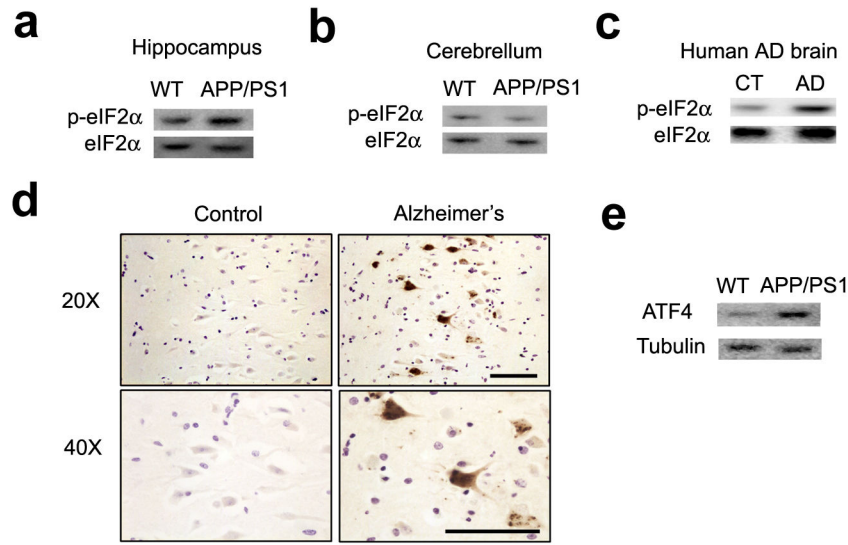 a
Hippocampus
WT APP/PS1
p-eIF2α
eIF2α
b
Cerebrellum
WT APP/PS1
p-eIF2α
eIF2α
c
Human AD brain
CT AD
p-eIF2α
eIF2α
d
Control Alzheimer's
20X
40X
e
WT APP/PS1
ATF4
Tubulin